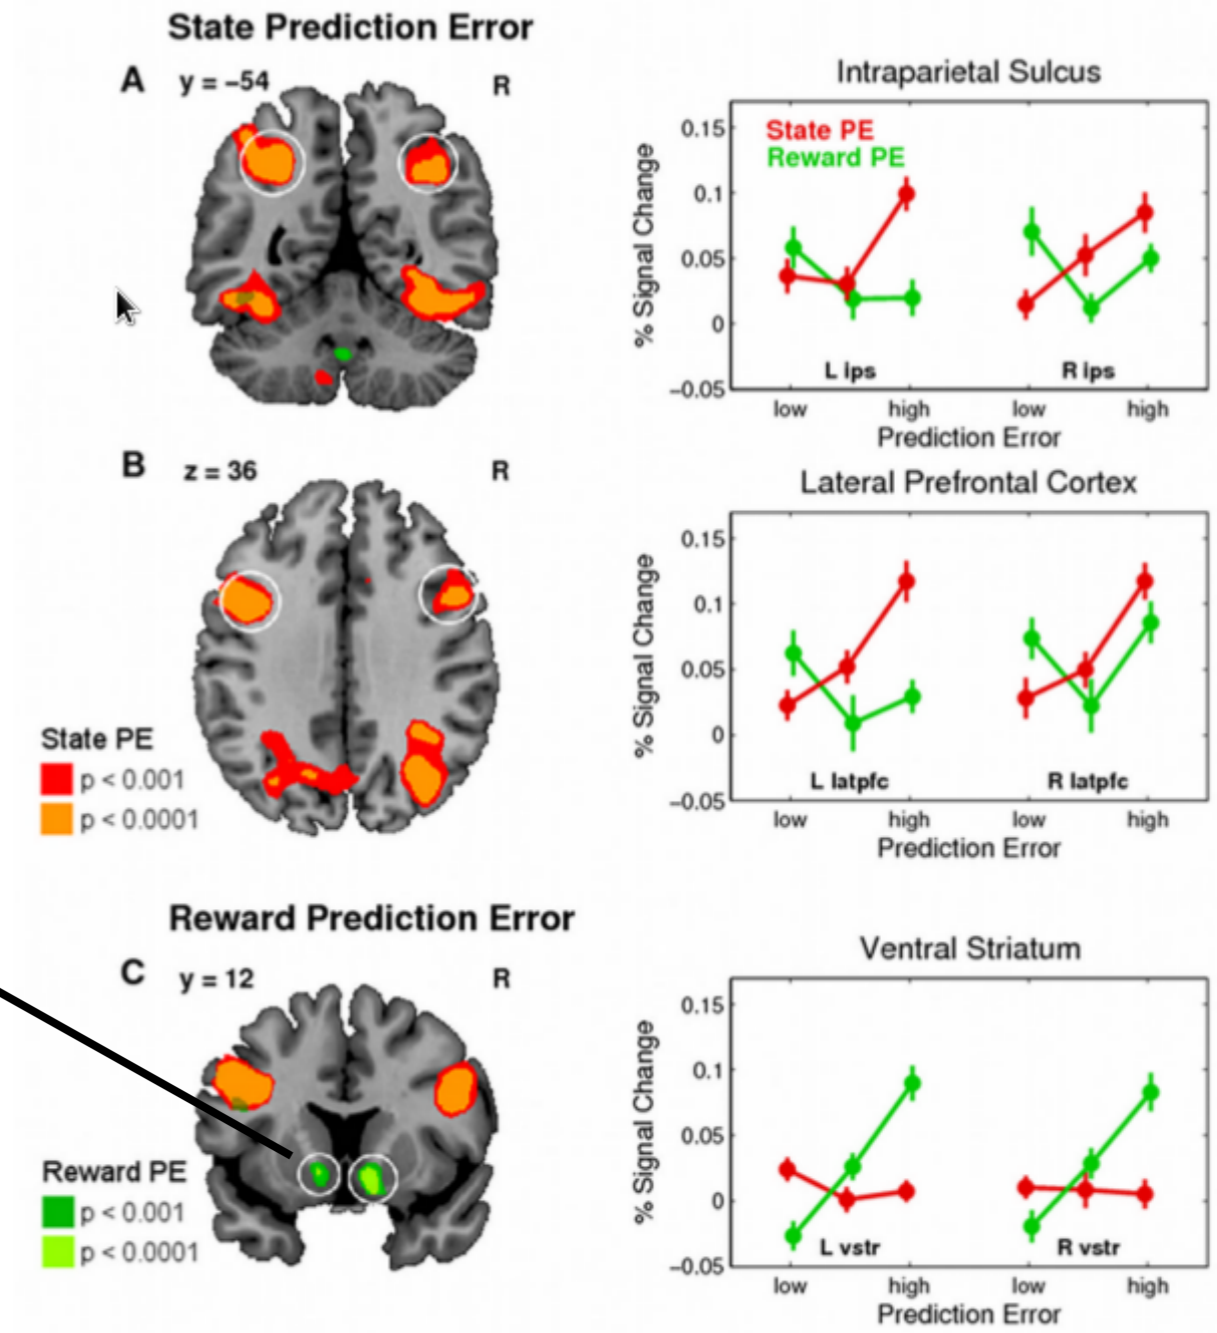 State Prediction Error
A y = −54 R
Intraparietal Sulcus
State PE
Reward PE
% Signal Change
0.15
0.1
0.05
0
−0.05
L ips R ips
low high low high
Prediction Error
B z = 36 R
Lateral Prefrontal Cortex
% Signal Change
0.15
0.1
0.05
0
−0.05
L latpfc R latpfc
low high low high
Prediction Error
State PE
p < 0.001
p < 0.0001
Reward Prediction Error
C y = 12 R
Ventral Striatum
% Signal Change
0.15
0.1
0.05
0
−0.05
L vstr R vstr
low high low high
Prediction Error
Reward PE
p < 0.001
p < 0.0001